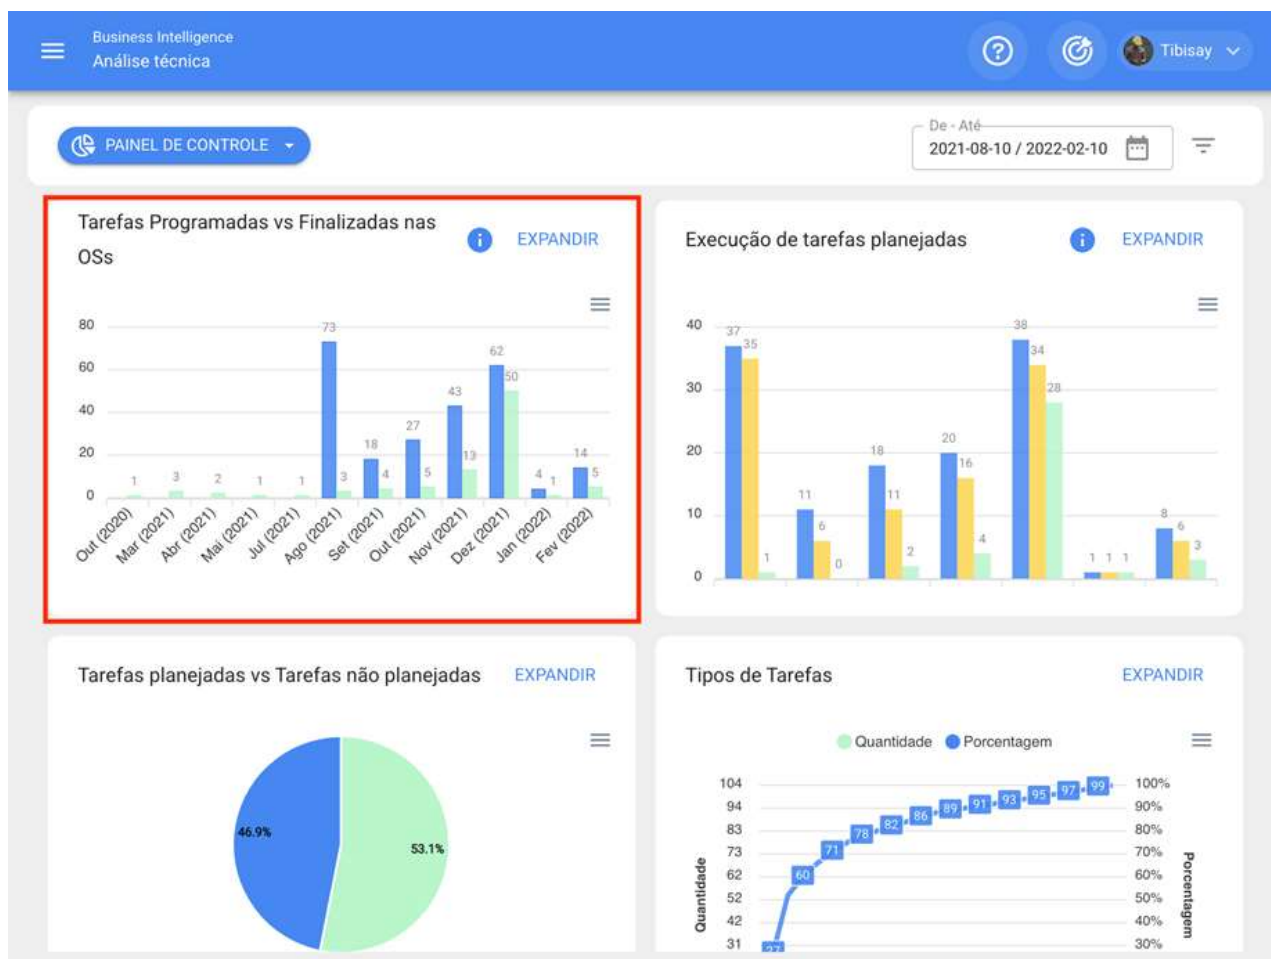 Business Intelligence
Análise técnica
Tibisay
PAINEL DE CONTROLE
De - Até
2021-08-10 / 2022-02-10
Tarefas Programadas vs Finalizadas nas
OSs
EXPANDIR
80
60
40
20
0
1
3
2
1
1
73
3
18
4
27
5
43
13
62
50
4
1
14
5
Out (2020)
Mar (2021)
Abr (2021)
Mai (2021)
Jul (2021)
Ago (2021)
Set (2021)
Out (2021)
Nov (2021)
Dez (2021)
Jan (2022)
Fev (2022)
Execução de tarefas planejadas
EXPANDIR
40
30
20
10
0
37
35
1
11
6
0
18
11
2
20
16
4
38
34
28
1
1
1
8
6
3
Tarefas planejadas vs Tarefas não planejadas
EXPANDIR
46.9%
53.1%
Tipos de Tarefas
EXPANDIR
Quantidade
Porcentagem
104
94
83
73
62
52
42
31
Quantidade
27
60
71
78
82
86
89
91
93
95
97
99
100%
90%
80%
70%
60%
50%
40%
30%
Porcentagem